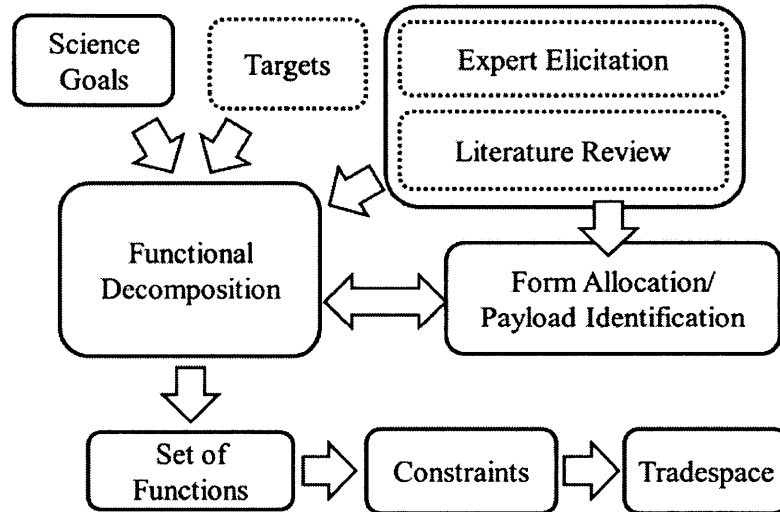 Science
Goals
Targets
Expert Elicitation
Literature Review
Functional
Decomposition
Form Allocation/
Payload Identification
Set of
Functions
Constraints
Tradespace